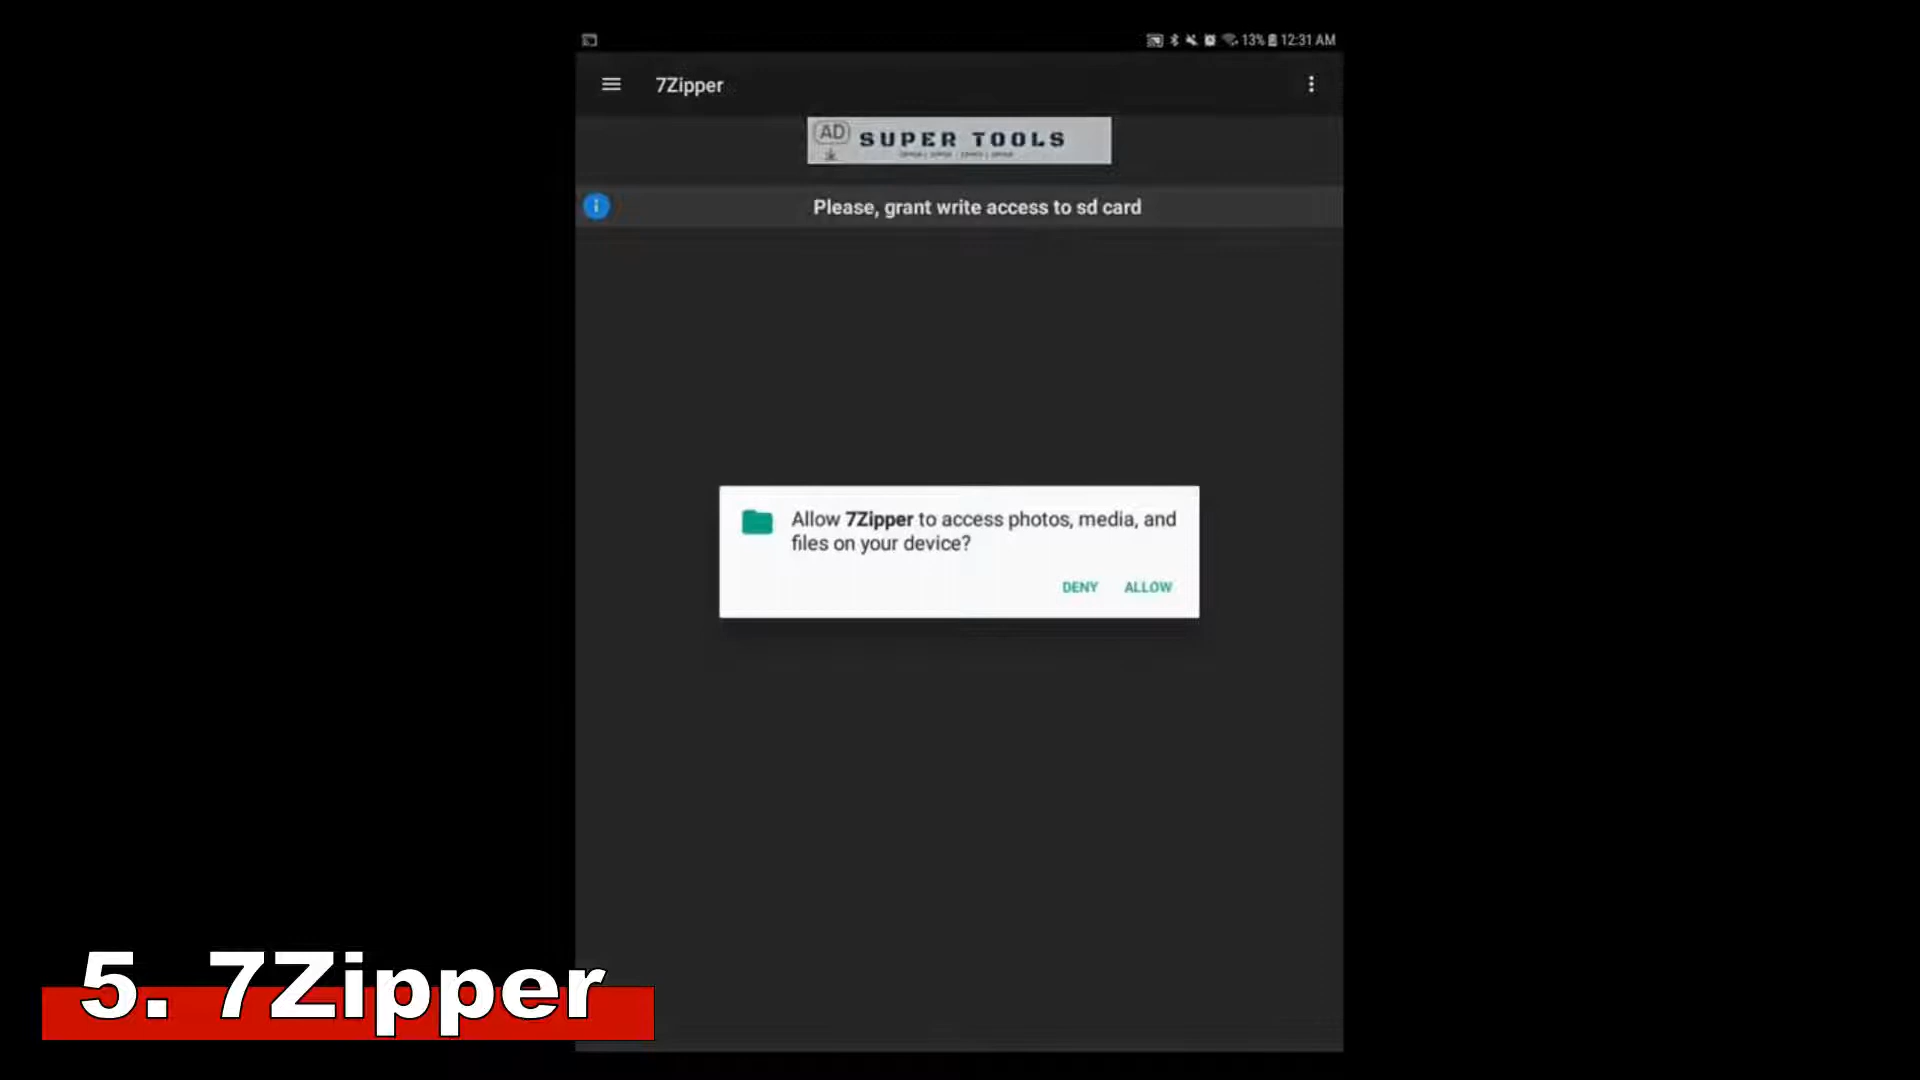 13% 12:31 AM
7Zipper
AD SUPER TOOLS
Please, grant write access to sd card
Allow 7Zipper to access photos, media, and
files on your device?
DENY ALLOW
5. 7Zipper